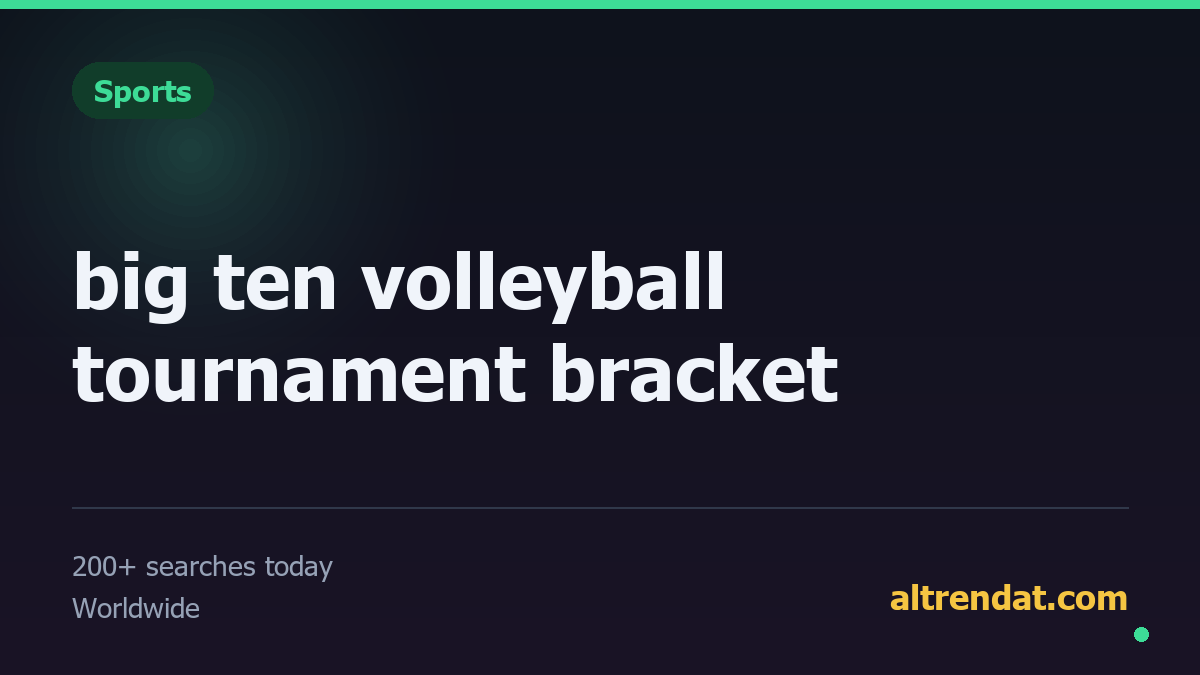 Sports
big ten volleyball
tournament bracket
200+ searches today
Worldwide
altrendat.com